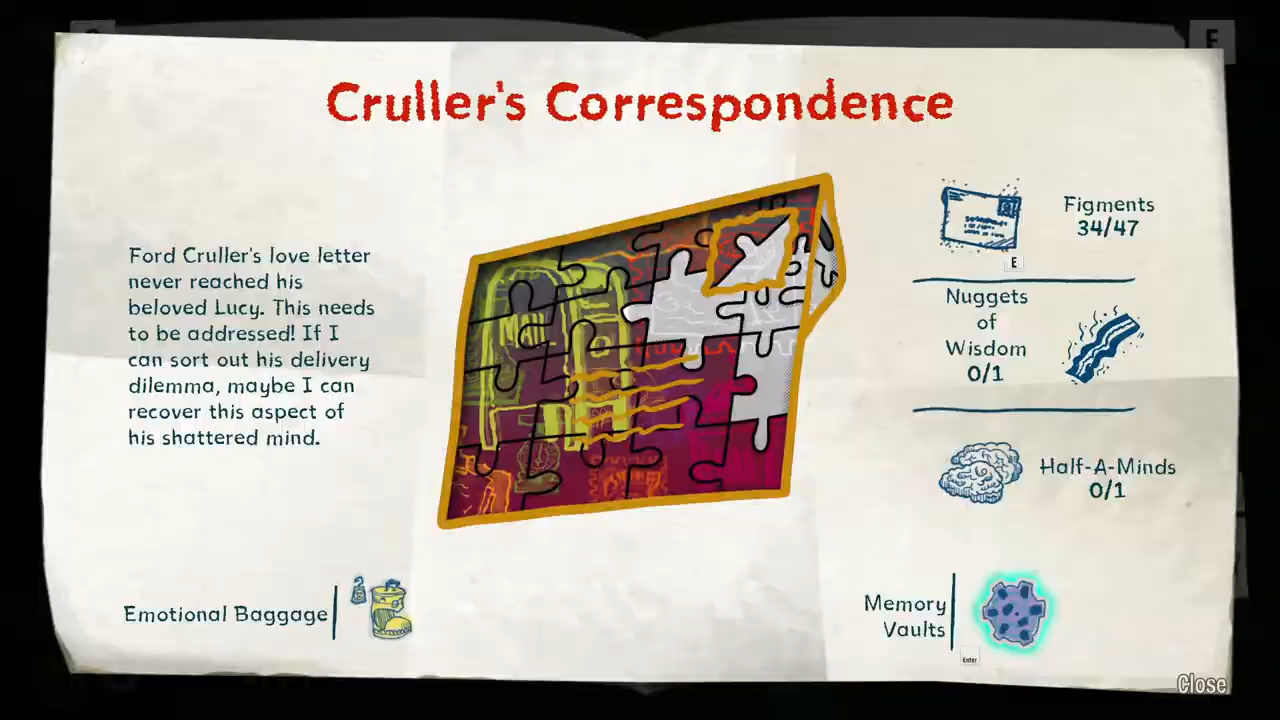 E
Cruller's Correspondence
Ford Cruller's love letter
never reached his
beloved Lucy. This needs
to be addressed! If I
can sort out his delivery
dilemma, maybe I can
recover this aspect of
his shattered mind.
MAIL
Figments
34/47
E
Nuggets
of
Wisdom
0/1
Half-A-Minds
0/1
Emotional Baggage
Memory
Vaults
Enter
Close